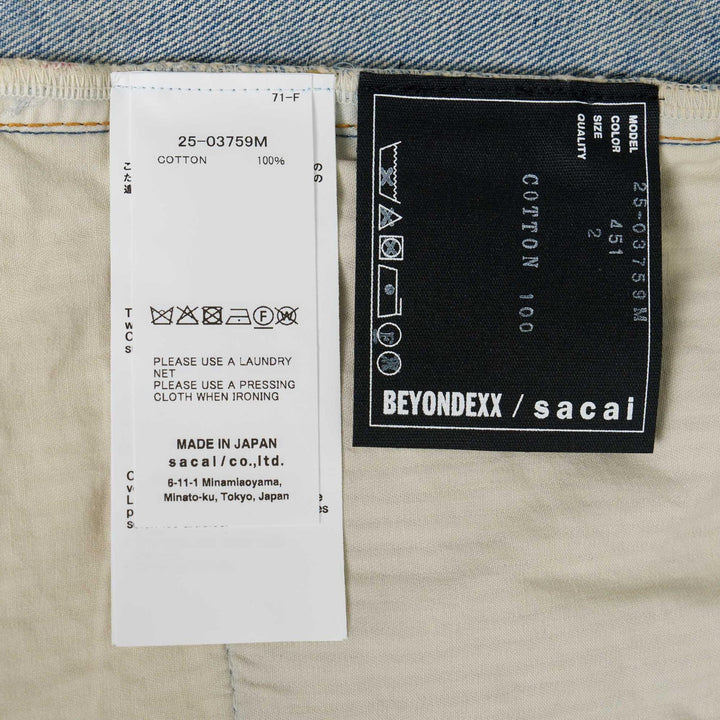 71-F
25-03759M
COTTON 100%
PLEASE USE A LAUNDRY
NET
PLEASE USE A PRESSING
CLOTH WHEN IRONING
MADE IN JAPAN
sacai/co.,ltd.
6-11-1 Minamiaoyama,
Minato-ku, Tokyo, Japan
MODEL 25-03759M
COLOR 451
SIZE 2
QUALITY
COTTON 100
BEYONDEXX / sacai